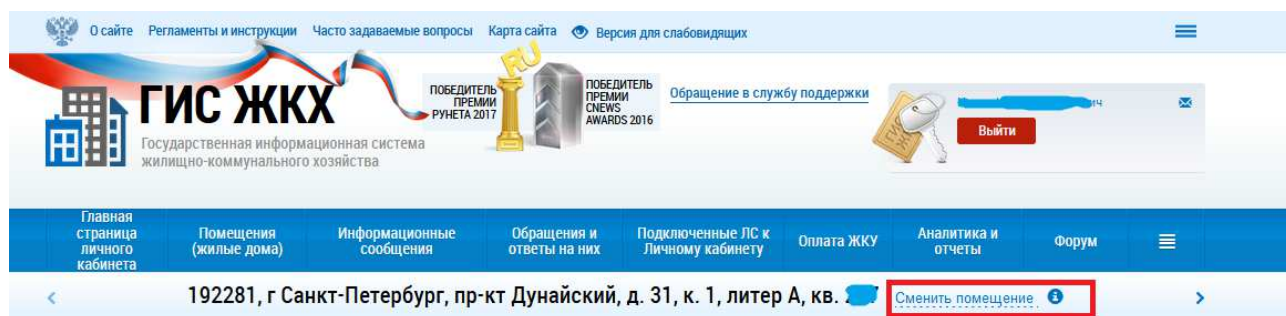 О сайте Регламенты и инструкции Часто задаваемые вопросы Карта сайта Версия для слабовидящих
ГИС ЖКХ
Государственная информационная система
жилищно-коммунального хозяйства
ПОБЕДИТЕЛЬ
ПРЕМИИ
РУНЕТА 2017
RU
ПОБЕДИТЕЛЬ
ПРЕМИИ
CNEWS
AWARDS 2016
Обращение в службу поддержки
ГИС
ич
Выйти
Главная
страница
личного
кабинета
Помещения
(жилые дома)
Информационные
сообщения
Обращения и
ответы на них
Подключенные ЛС к
Личному кабинету
Оплата ЖКУ
Аналитика и
отчеты
Форум
192281, г Санкт-Петербург, пр-кт Дунайский, д. 31, к. 1, литер А, кв. Сменить помещение